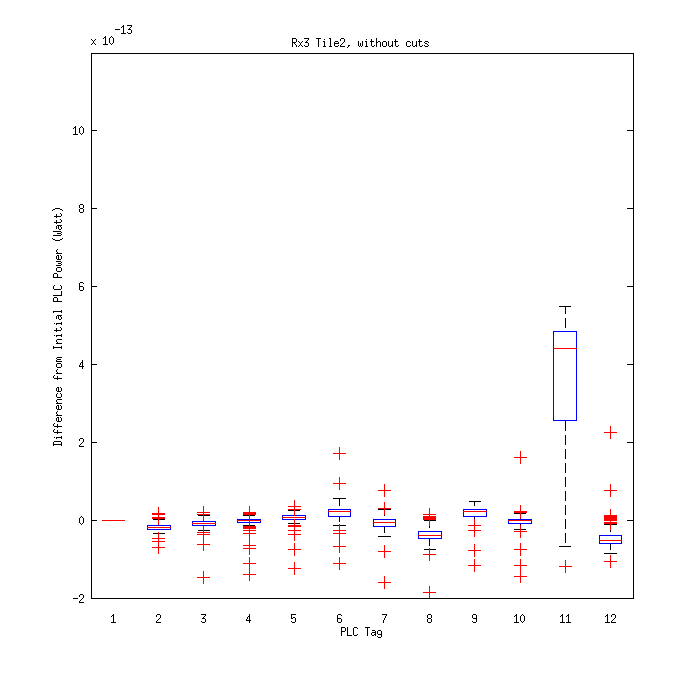 x 10-13
Rx3 Tile2, without cuts
Difference from Initial PLC Power (Watt)
10
8
6
4
2
0
-2
1 2 3 4 5 6 7 8 9 10 11 12
PLC Tag